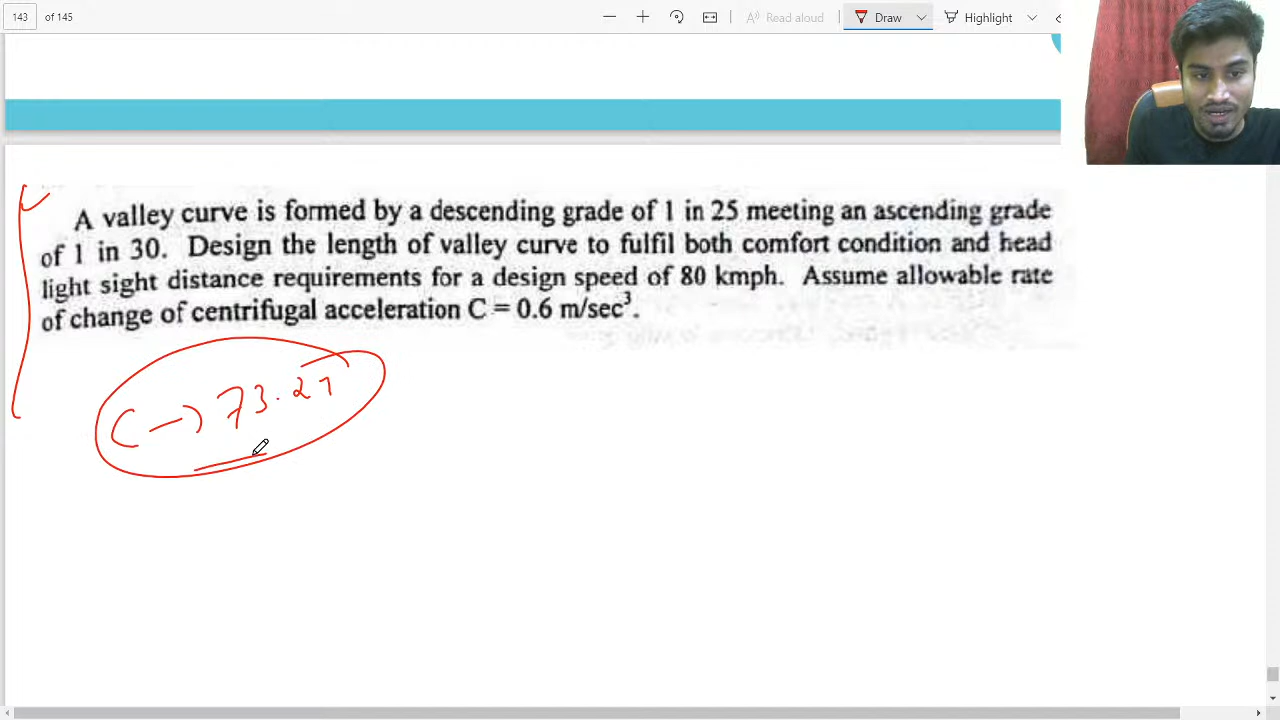 143 of 145
Read aloud
Draw
Highlight
A valley curve is formed by a descending grade of 1 in 25 meeting an ascending grade
of 1 in 30. Design the length of valley curve to fulfil both comfort condition and head
light sight distance requirements for a design speed of 80 kmph. Assume allowable rate
of change of centrifugal acceleration C = 0.6 m/sec³.
C → 73.27